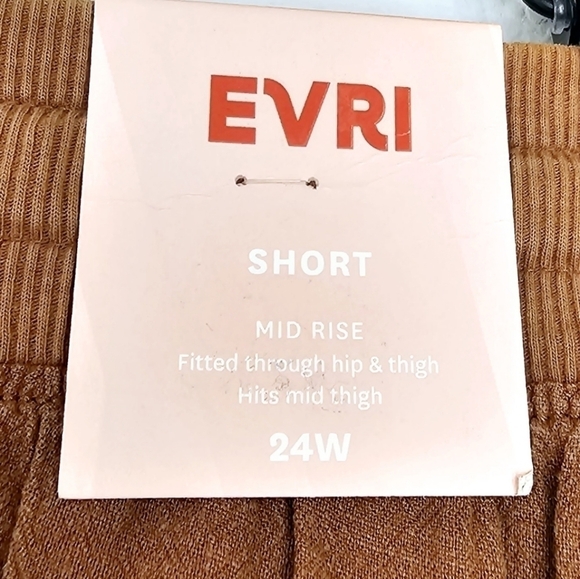 EVRI
SHORT
MID RISE
Fitted through hip & thigh
Hits mid thigh
24W